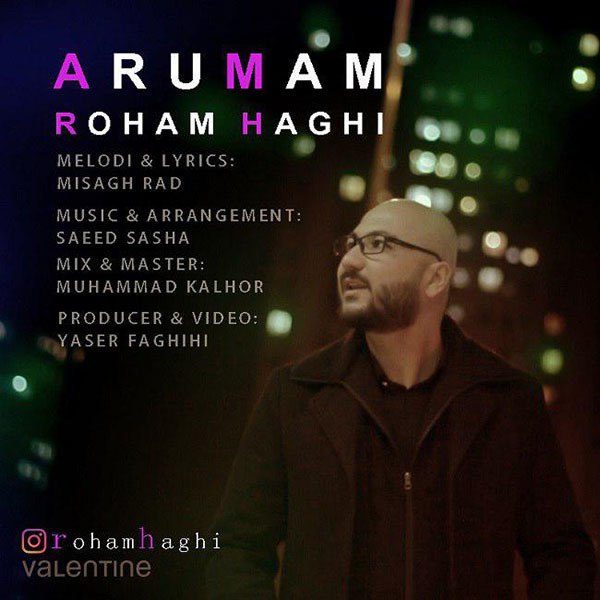 ARUMAM
ROHAM HAGHI
MELODI & LYRICS:
MISAGH RAD
MUSIC & ARRANGEMENT:
SAEED SASHA
MIX & MASTER:
MUHAMMAD KALHOR
PRODUCER & VIDEO:
YASER FAGHIHI
rohamhaghi
VALENTINE